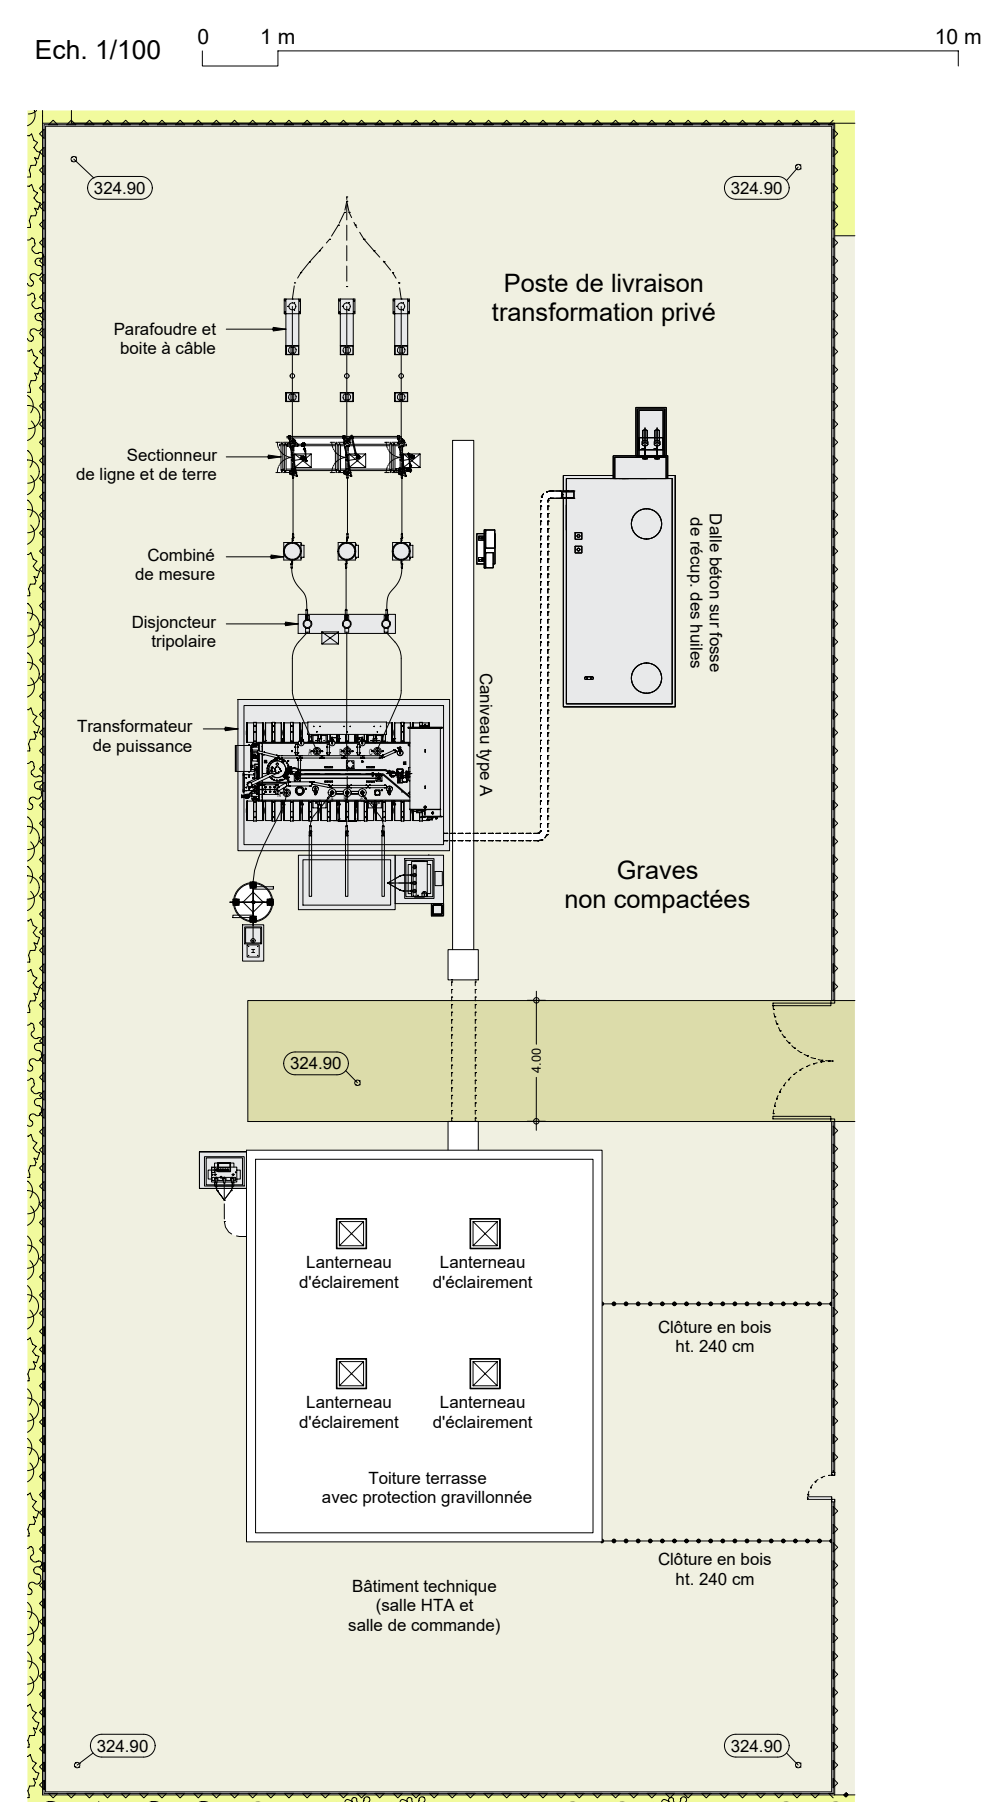 Ech. 1/100
0
1 m
10 m
324.90
324.90
Poste de livraison
transformation privé
Parafoudre et
boite à câble
Sectionneur
de ligne et de terre
Combiné
de mesure
Disjoncteur
tripolaire
Dalle béton sur fosse
de récup. des huiles
Transformateur
de puissance
Caniveau type A
Graves
non compactées
324.90
4.00
Lanterneau
d'éclairement
Lanterneau
d'éclairement
Clôture en bois
ht. 240 cm
Lanterneau
d'éclairement
Lanterneau
d'éclairement
Toiture terrasse
avec protection gravillonnée
Clôture en bois
ht. 240 cm
Bâtiment technique
(salle HTA et
salle de commande)
324.90
324.90